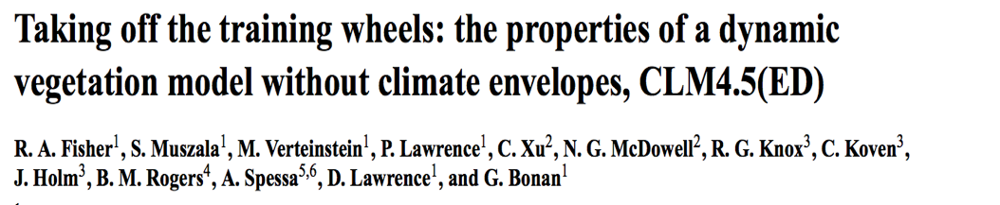 Taking off the training wheels: the properties of a dynamic
vegetation model without climate envelopes, CLM4.5(ED)
R. A. Fisher¹, S. Muszala¹, M. Verteinstein¹, P. Lawrence¹, C. Xu², N. G. McDowell², R. G. Knox³, C. Koven³,
J. Holm³, B. M. Rogers⁴, A. Spessa⁵,⁶, D. Lawrence¹, and G. Bonan¹